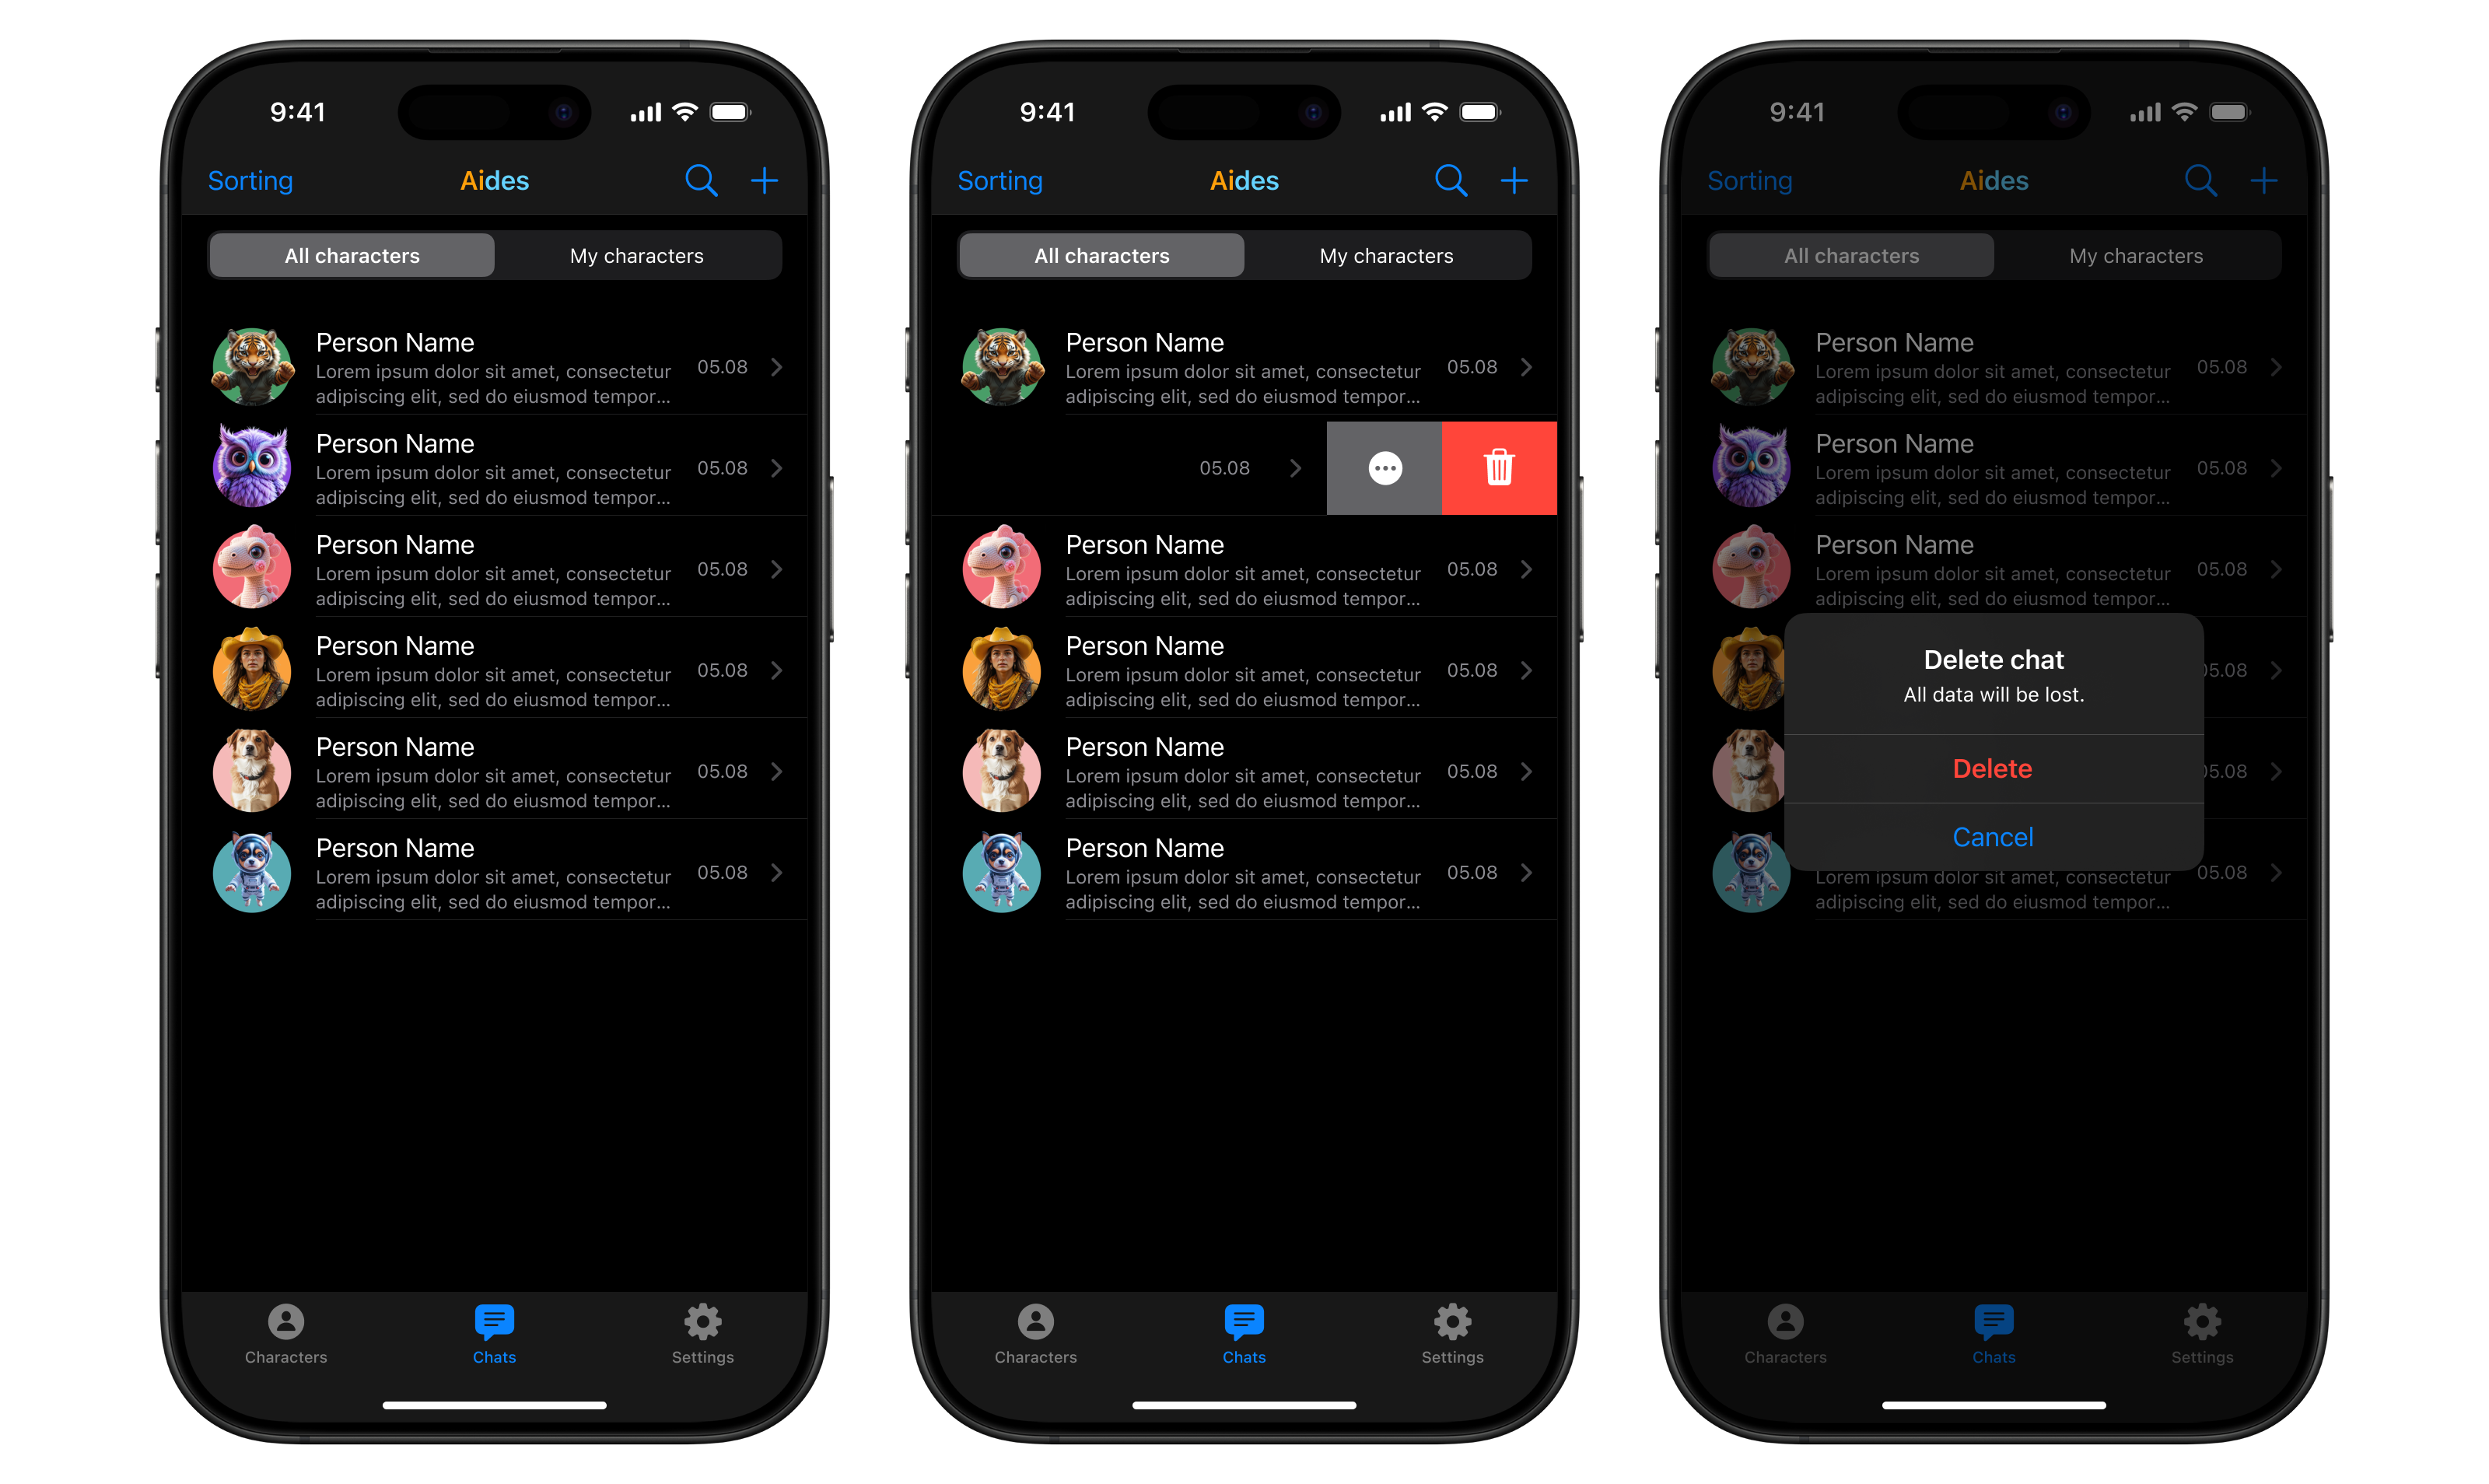 9:41
Sorting
Aides
All characters
My characters
Person Name
Lorem ipsum dolor sit amet, consectetur
adipiscing elit, sed do eiusmod tempor...
05.08
Person Name
Lorem ipsum dolor sit amet, consectetur
adipiscing elit, sed do eiusmod tempor...
05.08
Person Name
Lorem ipsum dolor sit amet, consectetur
adipiscing elit, sed do eiusmod tempor...
05.08
Person Name
Lorem ipsum dolor sit amet, consectetur
adipiscing elit, sed do eiusmod tempor...
05.08
Person Name
Lorem ipsum dolor sit amet, consectetur
adipiscing elit, sed do eiusmod tempor...
05.08
Person Name
Lorem ipsum dolor sit amet, consectetur
adipiscing elit, sed do eiusmod tempor...
05.08
Characters
Chats
Settings
9:41
Sorting
Aides
All characters
My characters
Person Name
Lorem ipsum dolor sit amet, consectetur
adipiscing elit, sed do eiusmod tempor...
05.08
05.08
Person Name
Lorem ipsum dolor sit amet, consectetur
adipiscing elit, sed do eiusmod tempor...
05.08
Person Name
Lorem ipsum dolor sit amet, consectetur
adipiscing elit, sed do eiusmod tempor...
05.08
Person Name
Lorem ipsum dolor sit amet, consectetur
adipiscing elit, sed do eiusmod tempor...
05.08
Person Name
Lorem ipsum dolor sit amet, consectetur
adipiscing elit, sed do eiusmod tempor...
05.08
Characters
Chats
Settings
9:41
Sorting
Aides
All characters
My characters
Person Name
Lorem ipsum dolor sit amet, consectetur
adipiscing elit, sed do eiusmod tempor...
05.08
Person Name
Lorem ipsum dolor sit amet, consectetur
adipiscing elit, sed do eiusmod tempor...
05.08
Person Name
Lorem ipsum dolor sit amet, consectetur
adipiscing elit, sed do eiusmod tempor...
05.08
Delete chat
All data will be lost.
Delete
Cancel
5.08
5.08
Lorem ipsum dolor sit amet, consectetur
adipiscing elit, sed do eiusmod tempor...
05.08
Characters
Chats
Settings